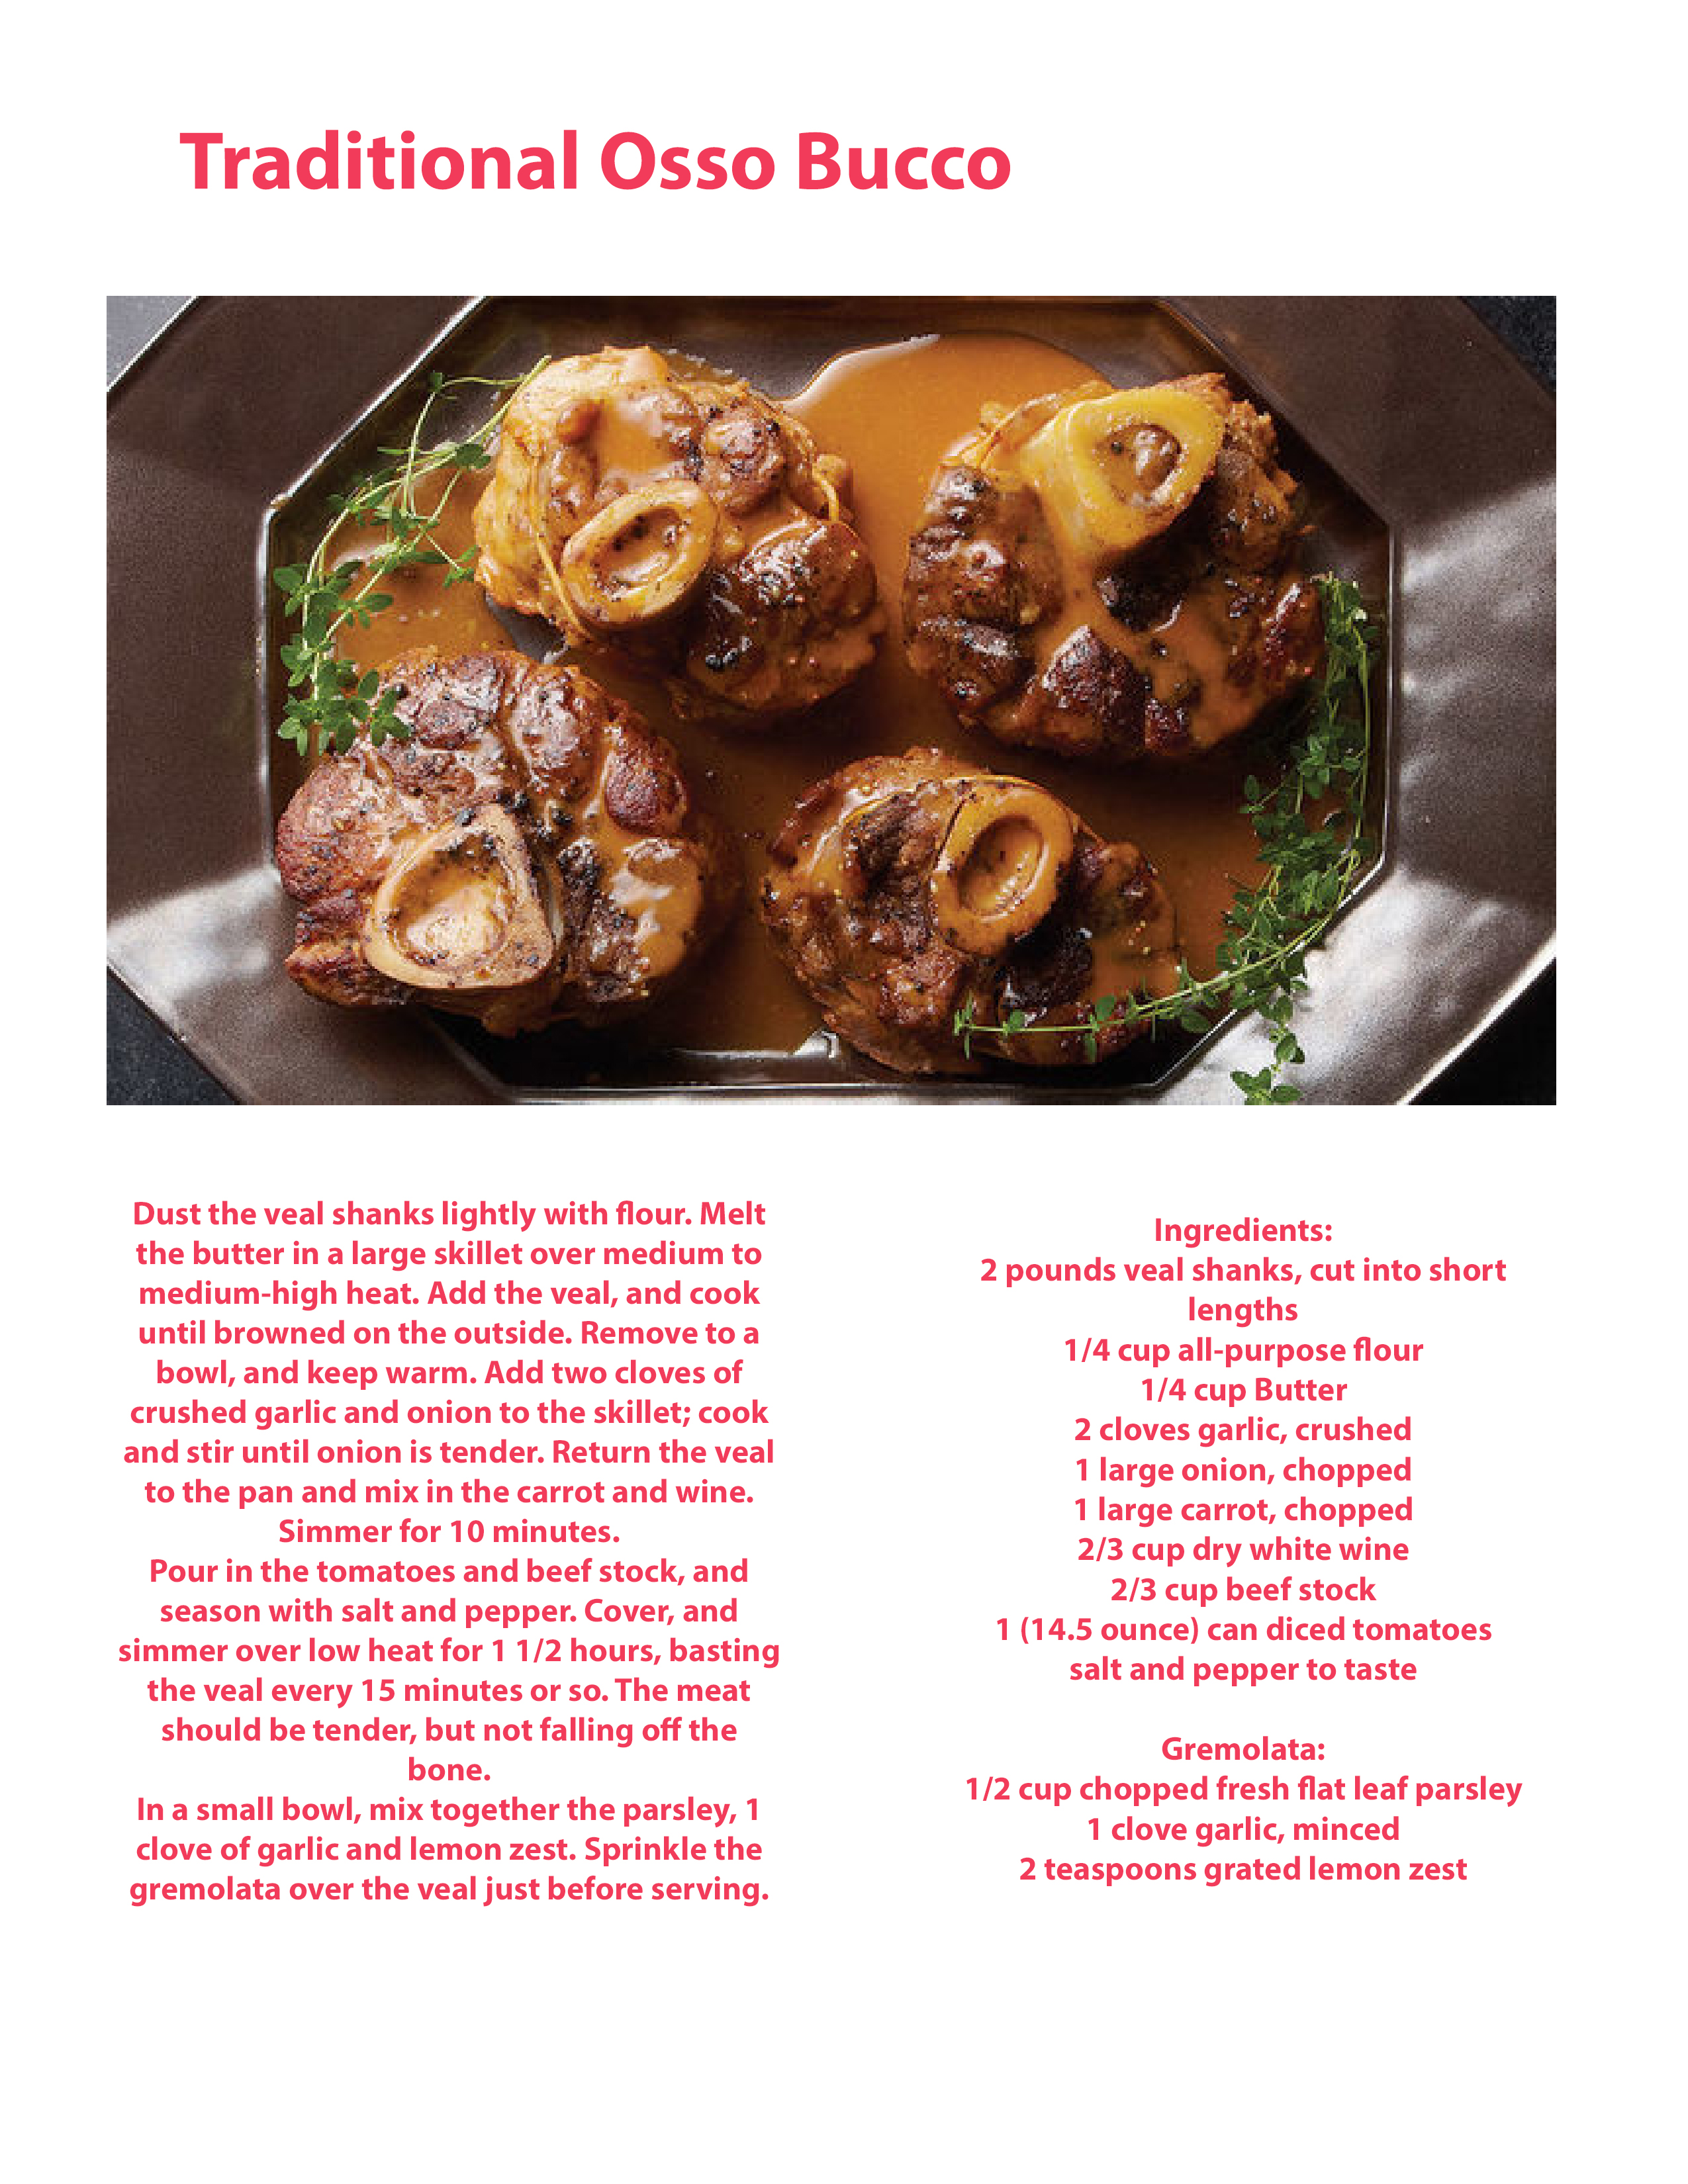 Traditional Osso Bucco
Dust the veal shanks lightly with flour. Melt
the butter in a large skillet over medium to
medium-high heat. Add the veal, and cook
until browned on the outside. Remove to a
bowl, and keep warm. Add two cloves of
crushed garlic and onion to the skillet; cook
and stir until onion is tender. Return the veal
to the pan and mix in the carrot and wine.
Simmer for 10 minutes.
Pour in the tomatoes and beef stock, and
season with salt and pepper. Cover, and
simmer over low heat for 1 1/2 hours, basting
the veal every 15 minutes or so. The meat
should be tender, but not falling off the
bone.
In a small bowl, mix together the parsley, 1
clove of garlic and lemon zest. Sprinkle the
gremolata over the veal just before serving.
Ingredients:
2 pounds veal shanks, cut into short
lengths
1/4 cup all-purpose flour
1/4 cup Butter
2 cloves garlic, crushed
1 large onion, chopped
1 large carrot, chopped
2/3 cup dry white wine
2/3 cup beef stock
1 (14.5 ounce) can diced tomatoes
salt and pepper to taste
Gremolata:
1/2 cup chopped fresh flat leaf parsley
1 clove garlic, minced
2 teaspoons grated lemon zest